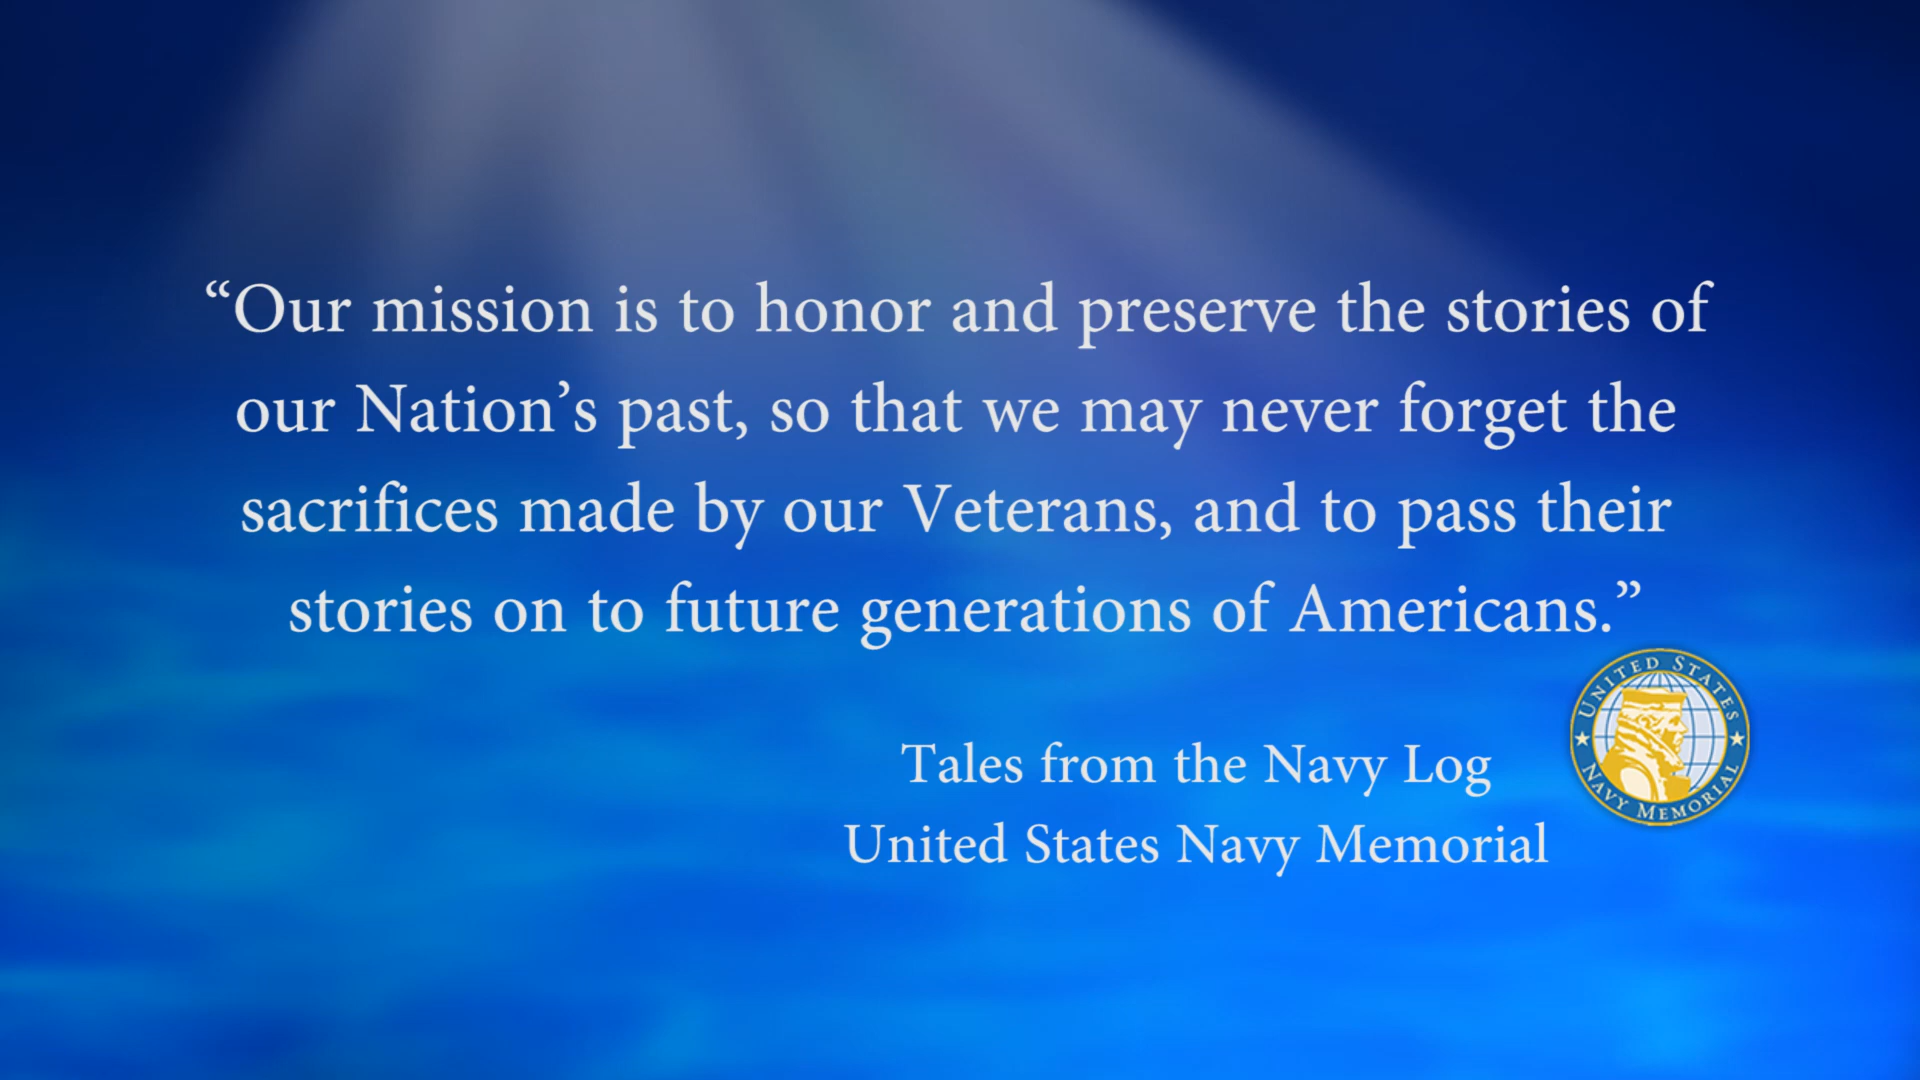 “Our mission is to honor and preserve the stories of
our Nation’s past, so that we may never forget the
sacrifices made by our Veterans, and to pass their
stories on to future generations of Americans.”
Tales from the Navy Log
United States Navy Memorial
UNITED STATES
NAVY MEMORIAL